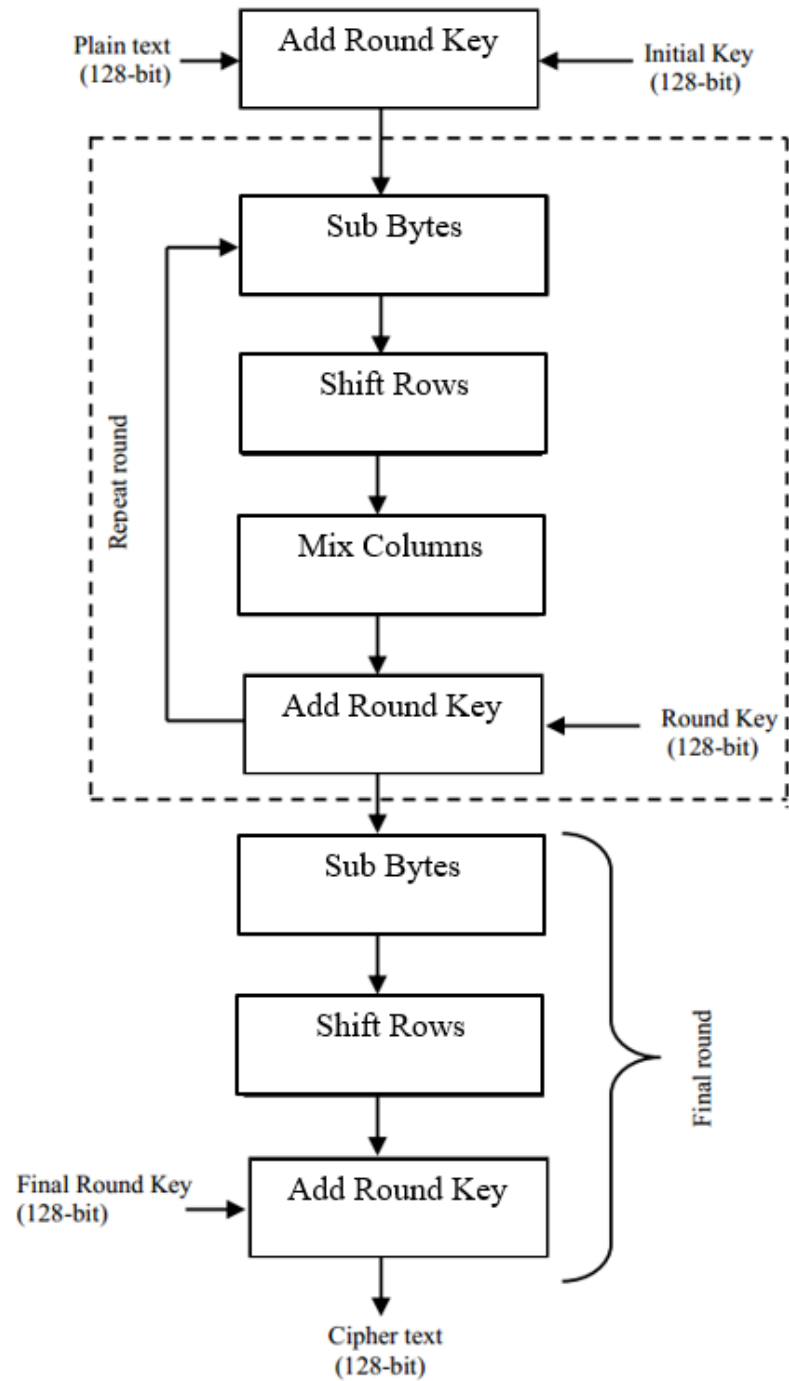 Add Round Key
Plain text
(128-bit)
Initial Key
(128-bit)
Sub Bytes
Shift Rows
Repeat round
Mix Columns
Add Round Key
Round Key
(128-bit)
Sub Bytes
Shift Rows
Final round
Add Round Key
Final Round Key
(128-bit)
Cipher text
(128-bit)